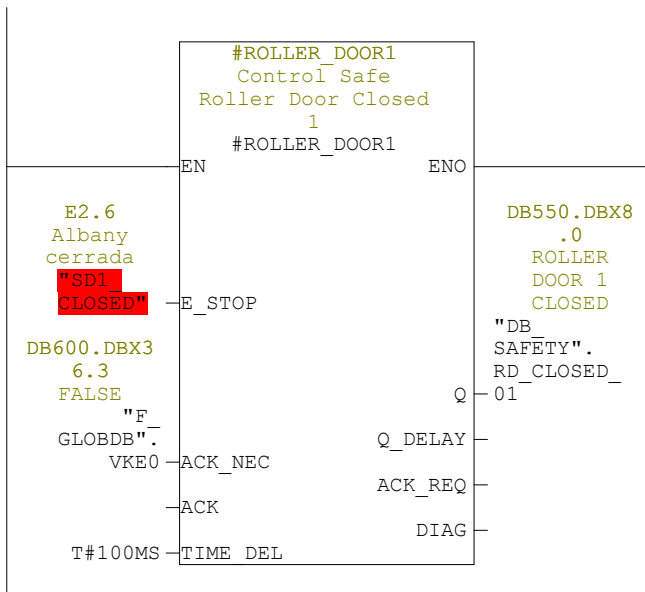 #ROLLER_DOOR1
Control Safe
Roller Door Closed
1
#ROLLER_DOOR1
EN
ENO
E2.6
Albany
cerrada
"SD1_
CLOSED"
E_STOP
DB550.DBX8
.0
ROLLER
DOOR 1
CLOSED
"DB_
SAFETY".
RD_CLOSED_
01
Q
DB600.DBX3
6.3
FALSE
"F_
GLOBDB".
VKE0
ACK_NEC
Q_DELAY
ACK_REQ
ACK
DIAG
T#100MS
TIME_DEL